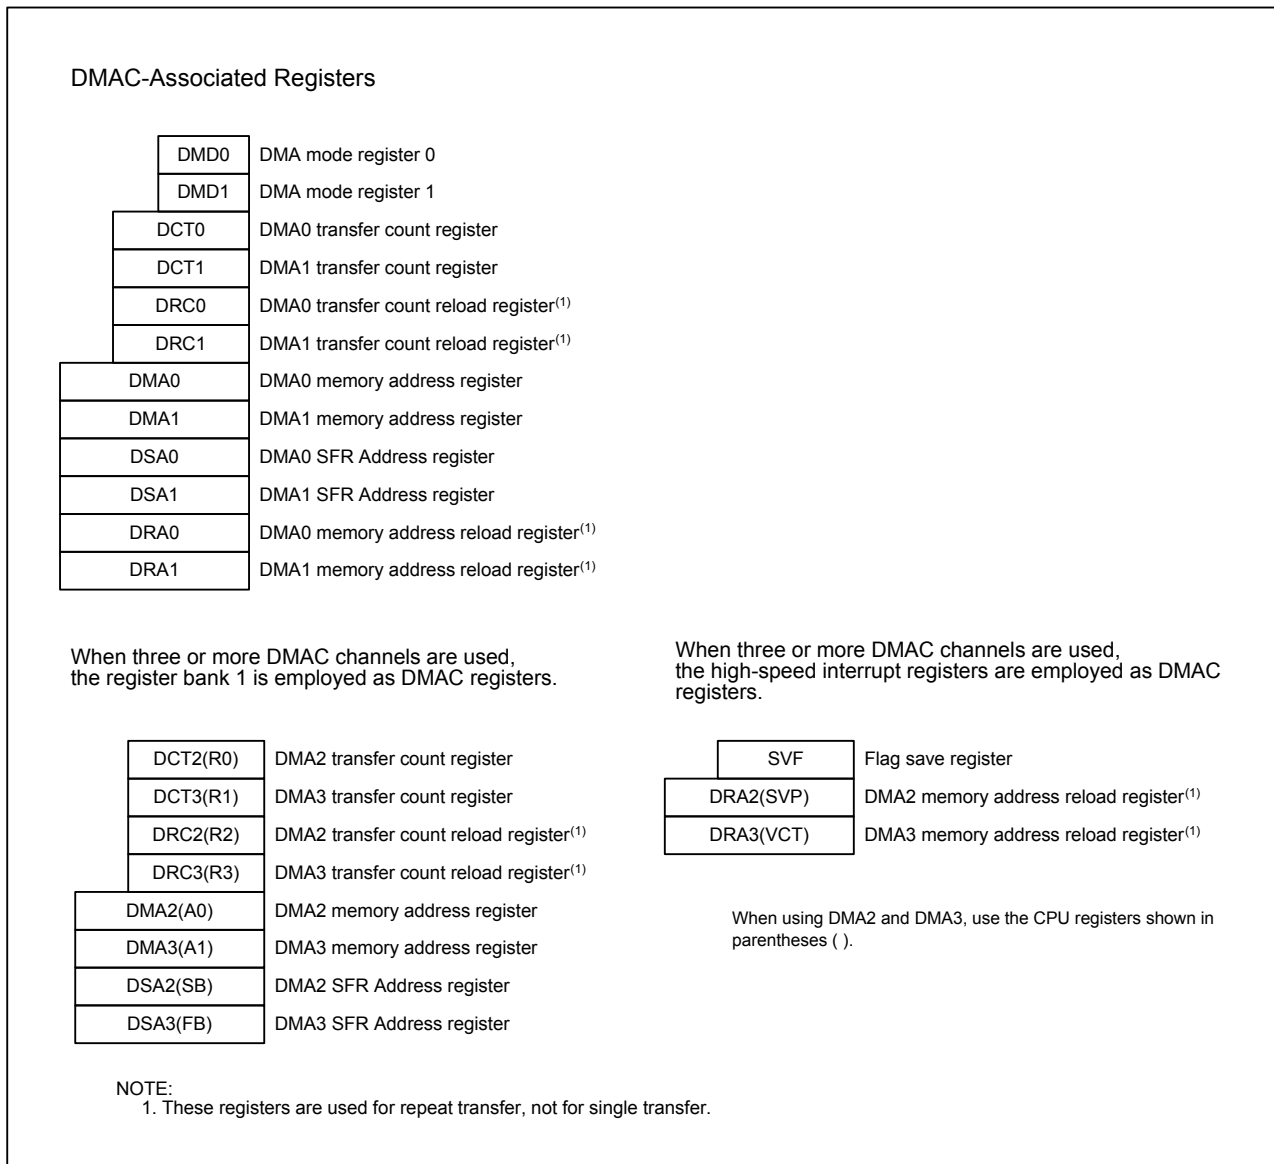 DMAC-Associated Registers
DMD0 DMA mode register 0
DMD1 DMA mode register 1
DCT0 DMA0 transfer count register
DCT1 DMA1 transfer count register
DRC0 DMA0 transfer count reload register(1)
DRC1 DMA1 transfer count reload register(1)
DMA0 DMA0 memory address register
DMA1 DMA1 memory address register
DSA0 DMA0 SFR Address register
DSA1 DMA1 SFR Address register
DRA0 DMA0 memory address reload register(1)
DRA1 DMA1 memory address reload register(1)
When three or more DMAC channels are used,
the register bank 1 is employed as DMAC registers.
DCT2(R0) DMA2 transfer count register
DCT3(R1) DMA3 transfer count register
DRC2(R2) DMA2 transfer count reload register(1)
DRC3(R3) DMA3 transfer count reload register(1)
DMA2(A0) DMA2 memory address register
DMA3(A1) DMA3 memory address register
DSA2(SB) DMA2 SFR Address register
DSA3(FB) DMA3 SFR Address register
When three or more DMAC channels are used,
the high-speed interrupt registers are employed as DMAC
registers.
SVF Flag save register
DRA2(SVP) DMA2 memory address reload register(1)
DRA3(VCT) DMA3 memory address reload register(1)
When using DMA2 and DMA3, use the CPU registers shown in
parentheses ( ).
NOTE:
1. These registers are used for repeat transfer, not for single transfer.